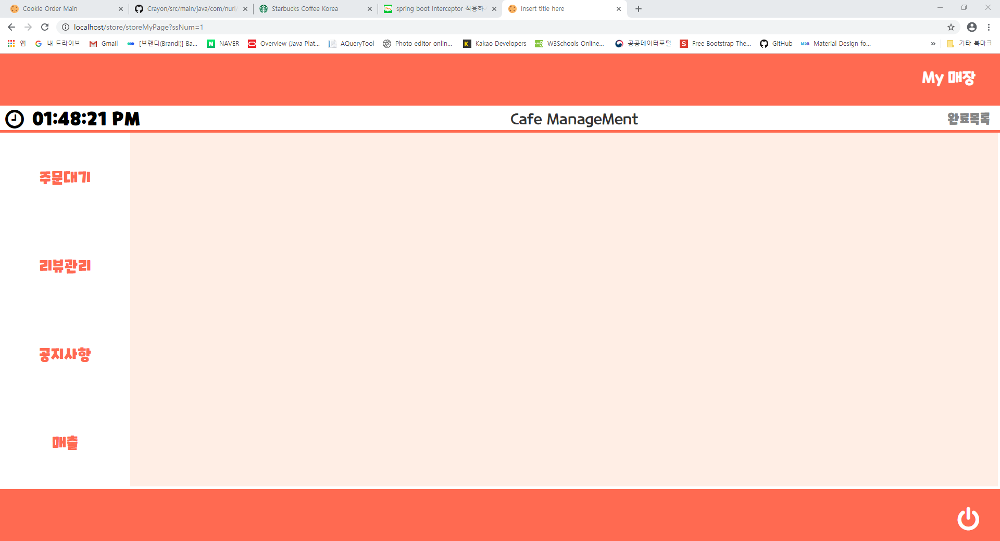 Cookie Order Main
Crayon/src/main/java/com/nuri/
Starbucks Coffee Korea
spring boot Interceptor 적용하
Insert title here
localhost/store/storeMyPage?ssNum=1
앱
내 드라이브
Gmail
[브랜디(Brandi)] Ba...
NAVER
Overview (Java Plat...
AQueryTool
Photo editor onlin...
Kakao Developers
W3Schools Online...
공공데이터포털
Free Bootstrap The...
GitHub
Material Design fo...
»
기타 북마크
My 매장
01:48:21 PM
Cafe ManageMent
완료목록
주문대기
리뷰관리
공지사항
매출